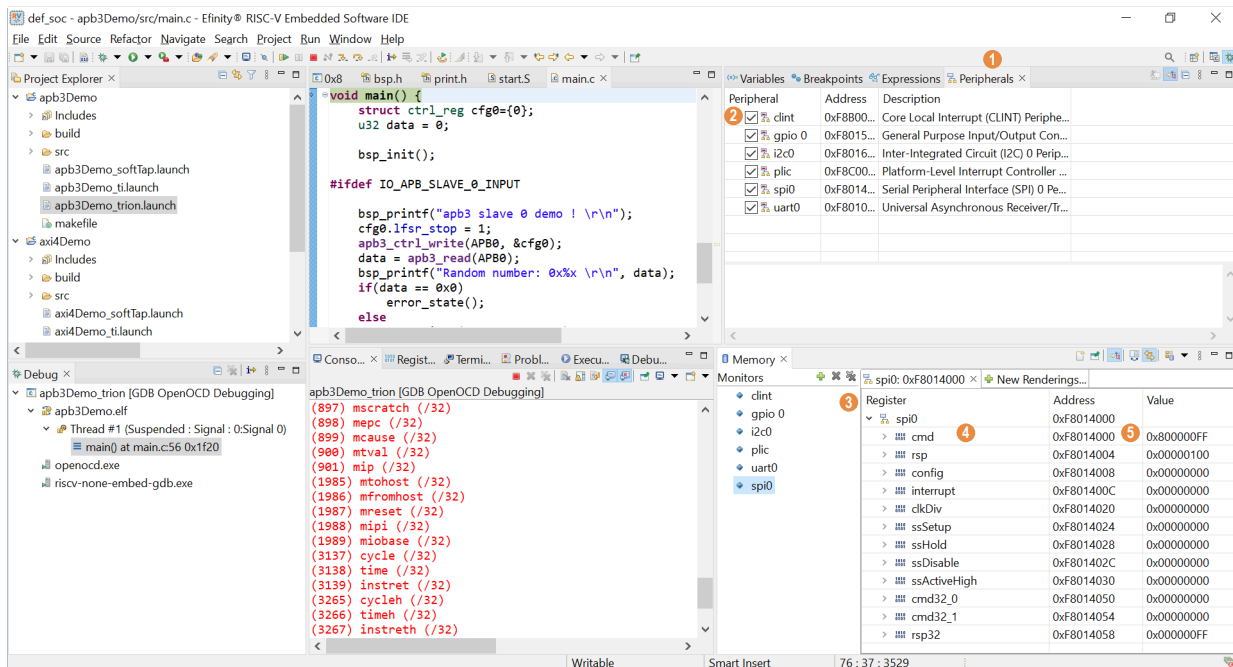 def_soc - apb3Demo/src/main.c - Efinity® RISC-V Embedded Software IDE
File Edit Source Refactor Navigate Search Project Run Window Help
Project Explorer
apb3Demo
Includes
build
src
apb3Demo_softTap.launch
apb3Demo_ti.launch
apb3Demo_trion.launch
makefile
axi4Demo
Includes
build
src
axi4Demo_softTap.launch
axi4Demo_ti.launch
0x8 bsp.h print.h start.S main.c
void main() {
struct ctrl_reg cfg0={0};
u32 data = 0;
bsp_init();
#ifdef IO_APB_SLAVE_0_INPUT
bsp_printf("apb3 slave 0 demo ! \r\n");
cfg0.lfsr_stop = 1;
apb3_ctrl_write(APB0, &cfg0);
data = apb3_read(APB0);
bsp_printf("Random number: 0x%x \r\n", data);
if(data == 0x0)
error_state();
else
1
Variables Breakpoints Expressions Peripherals
Peripheral Address Description
2 clint 0xF8B00... Core Local Interrupt (CLINT) Periphe...
gpio 0 0xF8015... General Purpose Input/Output Con...
i2c0 0xF8016... Inter-Integrated Circuit (I2C) 0 Perip...
plic 0xF8C00... Platform-Level Interrupt Controller ...
spi0 0xF8014... Serial Peripheral Interface (SPI) 0 Pe...
uart0 0xF8010... Universal Asynchronous Receiver/Tr...
Debug
apb3Demo_trion [GDB OpenOCD Debugging]
apb3Demo.elf
Thread #1 (Suspended : Signal : 0:Signal 0)
main() at main.c:56 0x1f20
openocd.exe
riscv-none-embed-gdb.exe
Conso... Regist... Termi... Probl... Execu... Debu...
apb3Demo_trion [GDB OpenOCD Debugging]
(897) mscratch (/32)
(898) mepc (/32)
(899) mcause (/32)
(900) mtval (/32)
(901) mip (/32)
(1985) mtohost (/32)
(1986) mfromhost (/32)
(1987) mreset (/32)
(1988) mipi (/32)
(1989) miobase (/32)
(3137) cycle (/32)
(3138) time (/32)
(3139) instret (/32)
(3265) cycleh (/32)
(3266) timeh (/32)
(3267) instreth (/32)
Memory
Monitors
clint
gpio 0
i2c0
plic
uart0
spi0
spi0: 0xF8014000 New Renderings...
3 Register Address Value
spi0 0xF8014000
cmd 4 0xF8014000 5 0x800000FF
rsp 0xF8014004 0x00000100
config 0xF8014008 0x00000000
interrupt 0xF801400C 0x00000000
clkDiv 0xF8014020 0x00000000
ssSetup 0xF8014024 0x00000000
ssHold 0xF8014028 0x00000000
ssDisable 0xF801402C 0x00000000
ssActiveHigh 0xF8014030 0x00000000
cmd32_0 0xF8014050 0x00000000
cmd32_1 0xF8014054 0x00000000
rsp32 0xF8014058 0x000000FF
Writable Smart Insert 76 : 37 : 3529